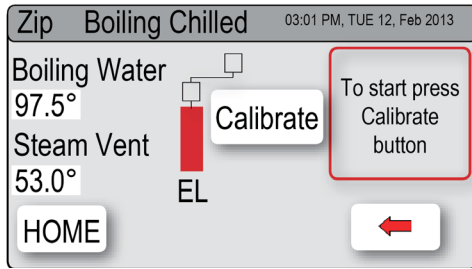 Zip Boiling Chilled 03:01 PM, TUE 12, Feb 2013
Boiling Water
97.5°
Steam Vent
53.0°
EL
Calibrate
To start press
Calibrate
button
HOME